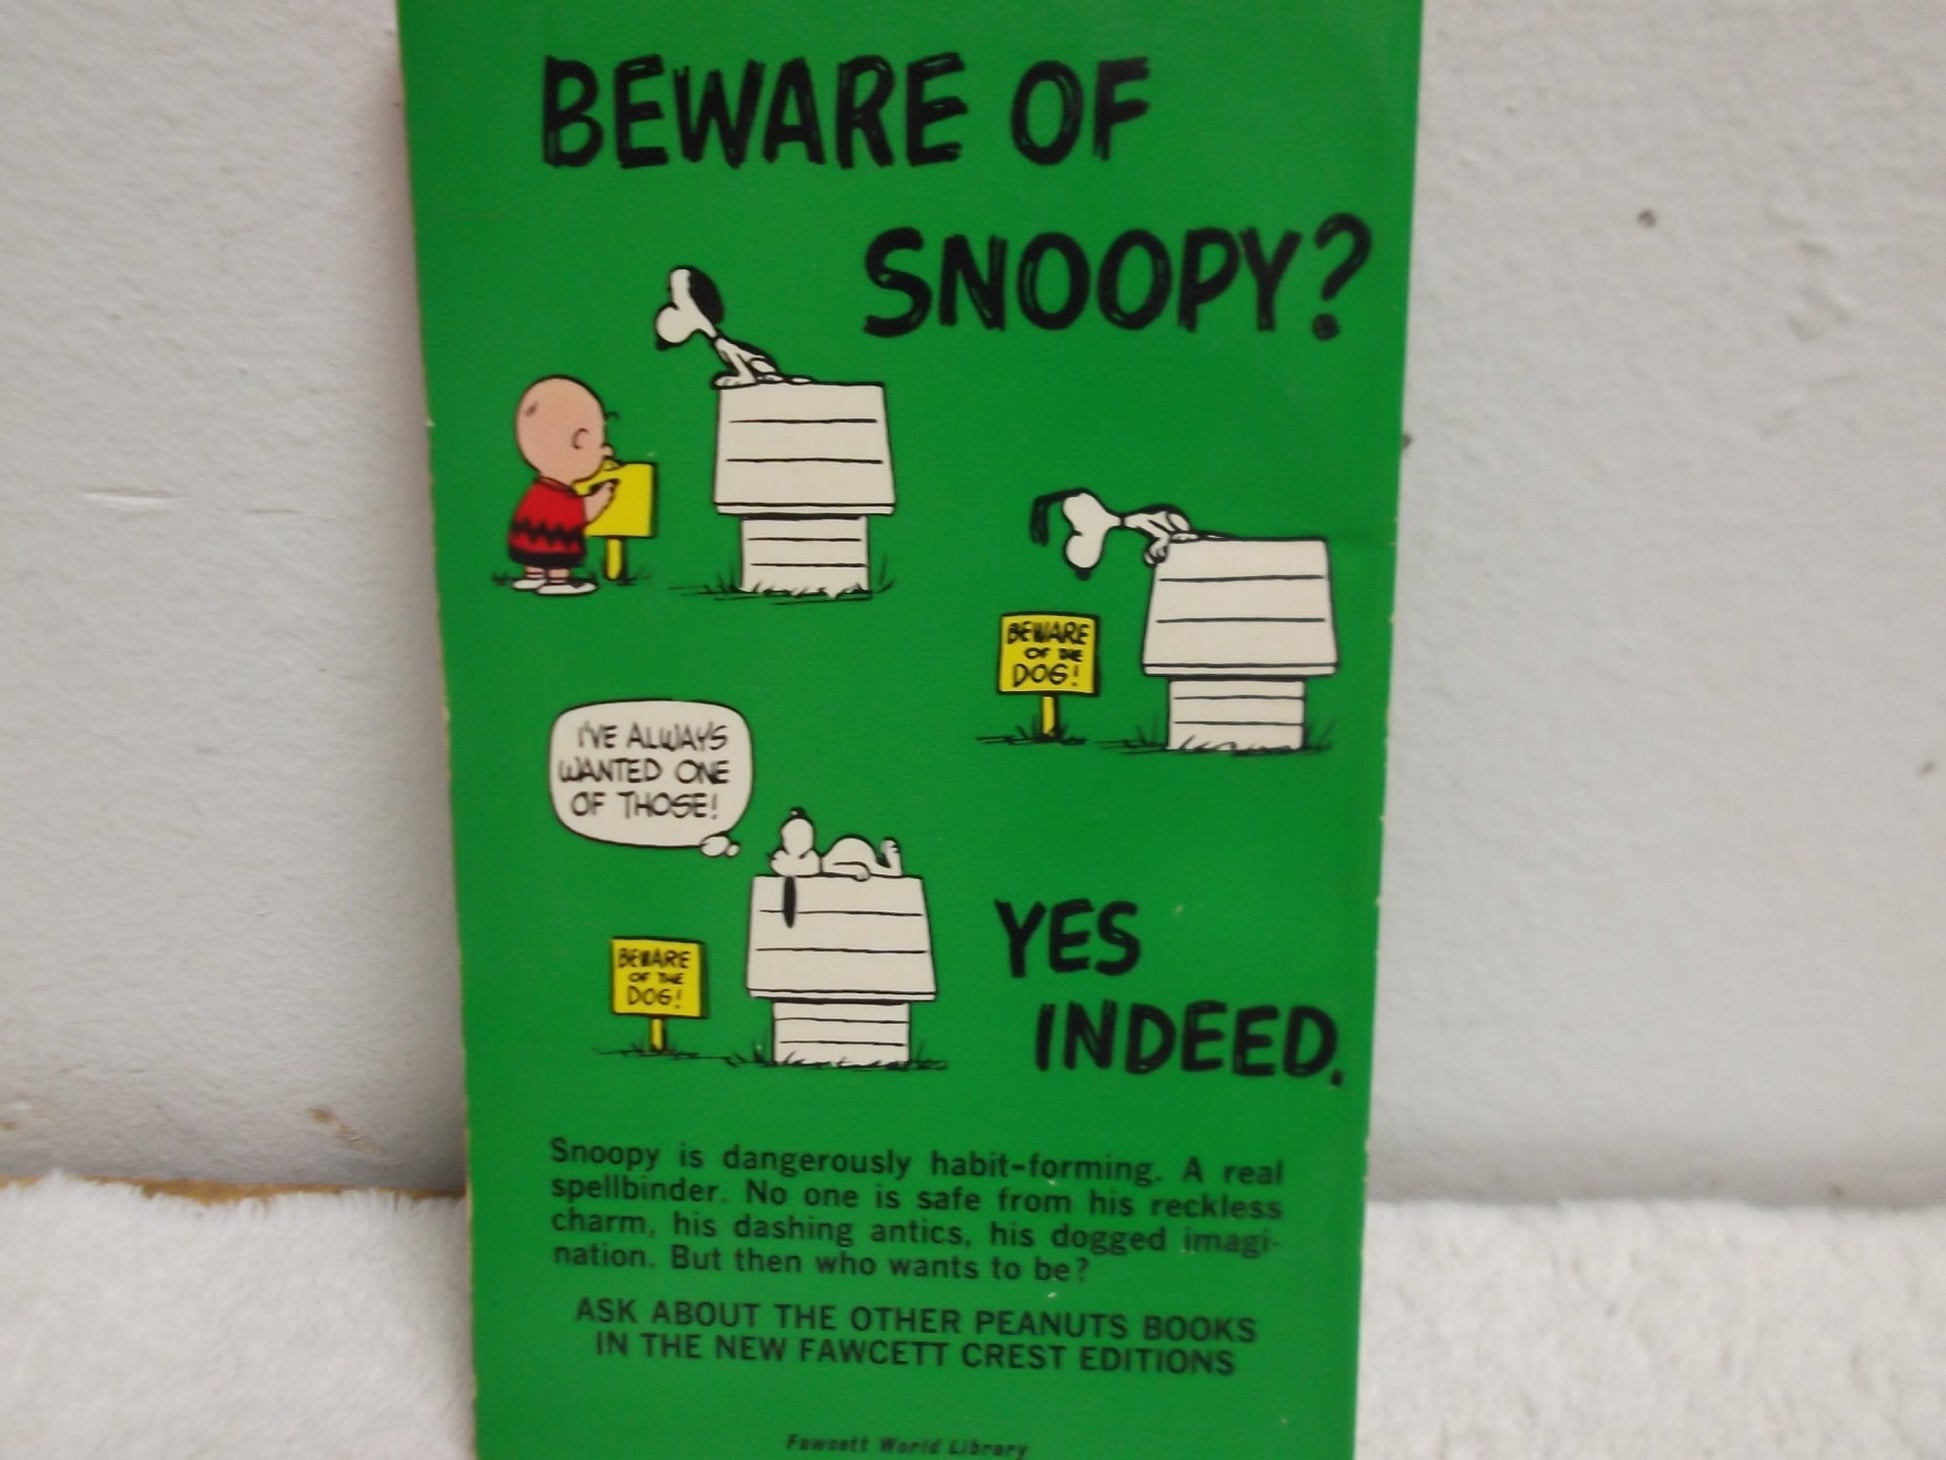 BEWARE OF
SNOOPY?
BEWARE
OF THE
DOG!
I'VE ALWAYS
WANTED ONE
OF THOSE!
BEWARE
OF THE
DOG!
YES
INDEED.
Snoopy is dangerously habit-forming. A real
spellbinder. No one is safe from his reckless
charm, his dashing antics, his dogged imagi-
nation. But then who wants to be?
ASK ABOUT THE OTHER PEANUTS BOOKS
IN THE NEW FAWCETT CREST EDITIONS
Fawcett World Library